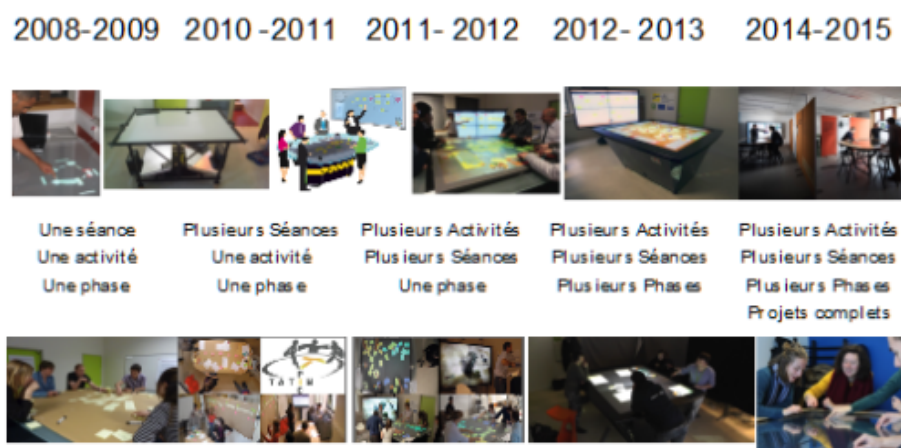 2008-2009 2010 -2011 2011- 2012 2012- 2013 2014-2015
Une séance Plusieurs Séances Plusieurs Activités Plusieurs Activités Plusieurs Activités
Une activité Une activité Plusieurs Séances Plusieurs Séances Plusieurs Séances
Une phase Une phase Une phase Plusieurs Phases Plusieurs Phases
Projets complets
TATIN